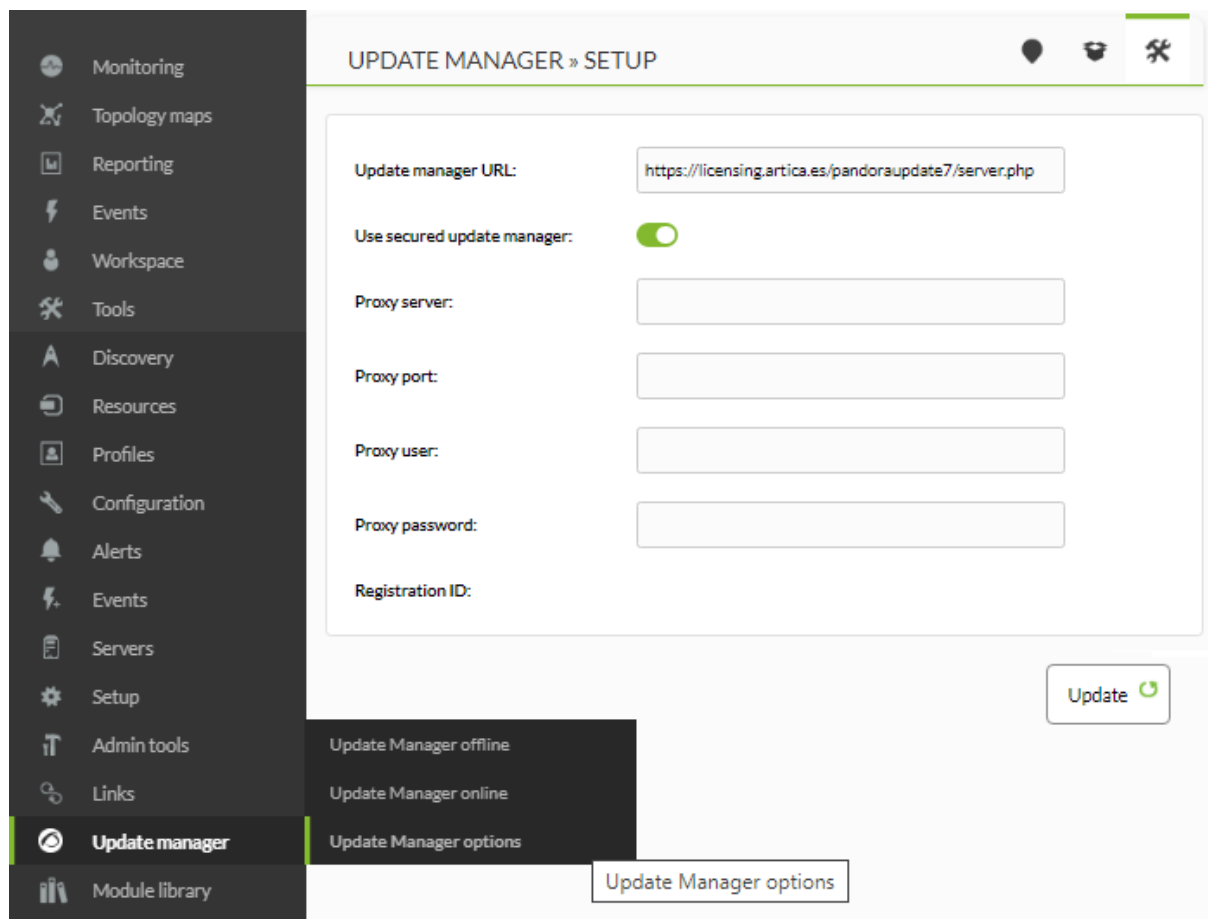 Monitoring
Topology maps
Reporting
Events
Workspace
Tools
Discovery
Resources
Profiles
Configuration
Alerts
Events
Servers
Setup
Admin tools
Links
Update manager
Module library
UPDATE MANAGER » SETUP
Update manager URL:
https://licensing.artica.es/pandoraupdate7/server.php
Use secured update manager:
Proxy server:
Proxy port:
Proxy user:
Proxy password:
Registration ID:
Update
Update Manager offline
Update Manager online
Update Manager options
Update Manager options